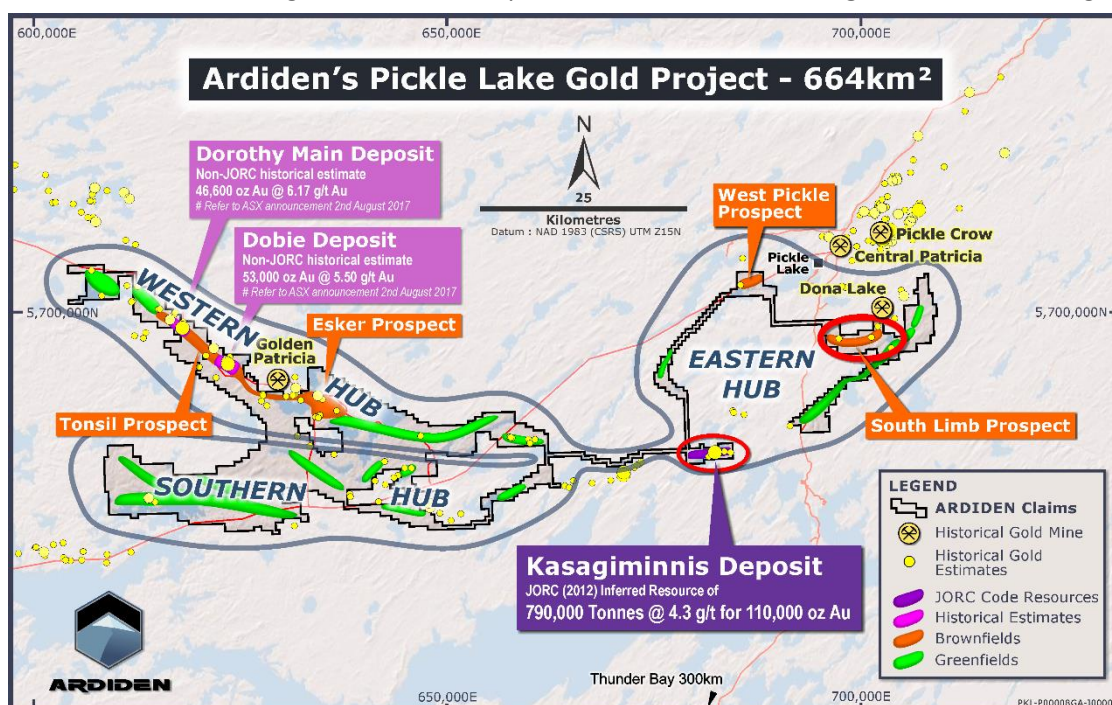 600,000E
650,000E
700,000E
Ardiden's Pickle Lake Gold Project - 664km²
N
25
Kilometres
Datum : NAD 1983 (CSRS) UTM Z15N
Dorothy Main Deposit
Non-JORC historical estimate
46,600 oz Au @ 6.17 g/t Au
# Refer to ASX announcement 2nd August 2017
Dobie Deposit
Non-JORC historical estimate
53,000 oz Au @ 5.50 g/t Au
# Refer to ASX announcement 2nd August 2017
West Pickle
Prospect
Pickle Crow
Central Patricia
Pickle
Lake
Dona Lake
5,700,000N
5,700,000N
WESTERN
HUB
Golden
Patricia
Esker Prospect
Tonsil Prospect
EASTERN
HUB
South Limb Prospect
SOUTHERN
HUB
Kasagiminnis Deposit
JORC (2012) Inferred Resource of
790,000 Tonnes @ 4.3 g/t for 110,000 oz Au
LEGEND
ARDIDEN Claims
Historical Gold Mine
Historical Gold
Estimates
JORC Code Resources
Historical Estimates
Brownfields
Greenfields
ARDIDEN
650,000E
Thunder Bay 300km
700,000E